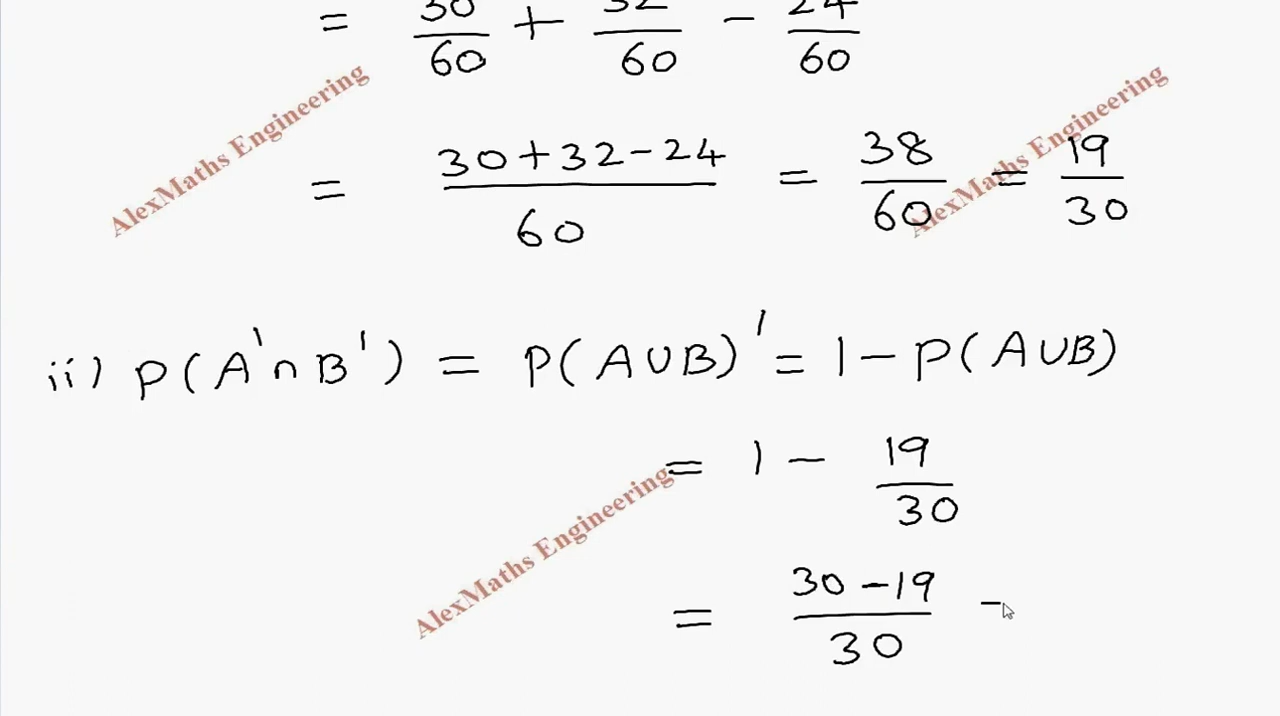 = 30/60 + 32/60 - 24/60
= 30+32-24/60 = 38/60 = 19/30
ii) P(A'∩B') = P(A∪B)' = 1-P(A∪B)
= 1 - 19/30
= 30-19/30 -
AlexMaths Engineering
AlexMaths Engineering
AlexMaths Engineering